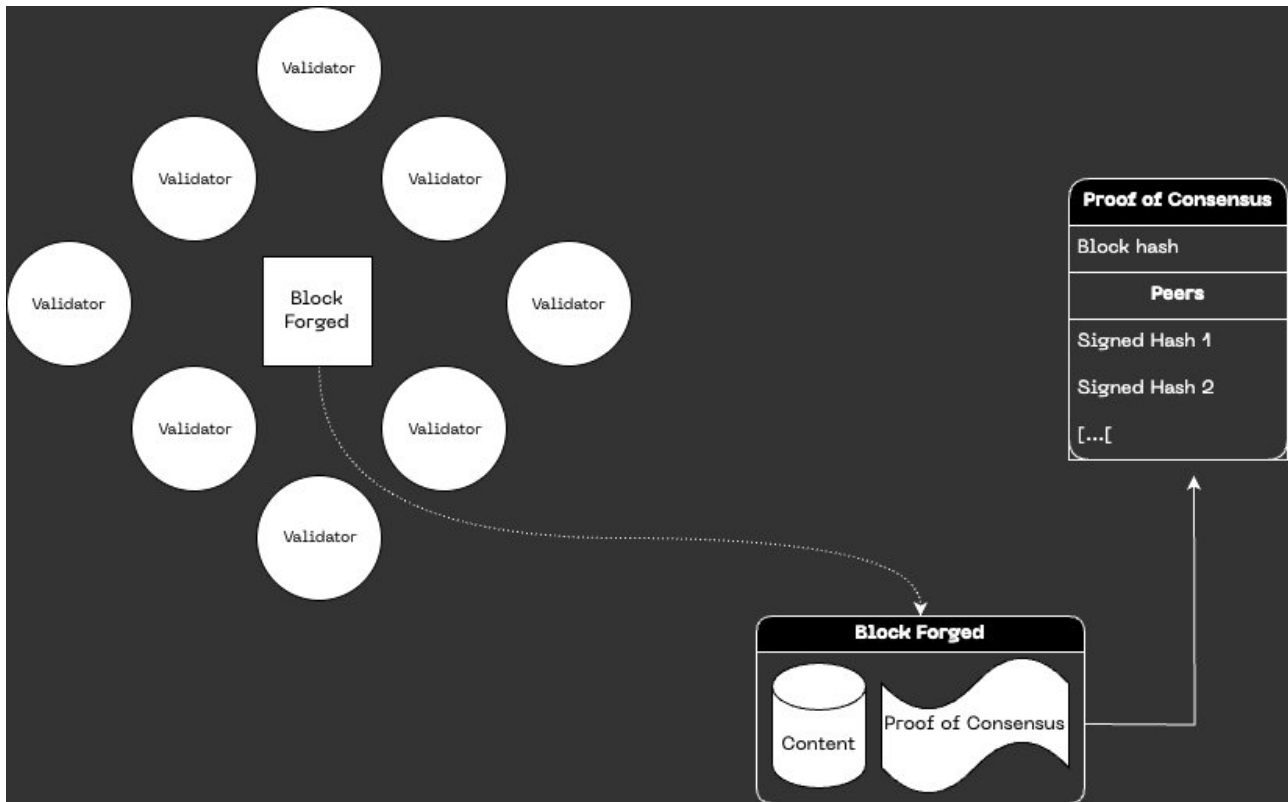 Validator
Validator
Validator
Validator
Block
Forged
Validator
Validator
Validator
Validator
Proof of Consensus
Block hash
Peers
Signed Hash 1
Signed Hash 2
[...[
Block Forged
Content
Proof of Consensus